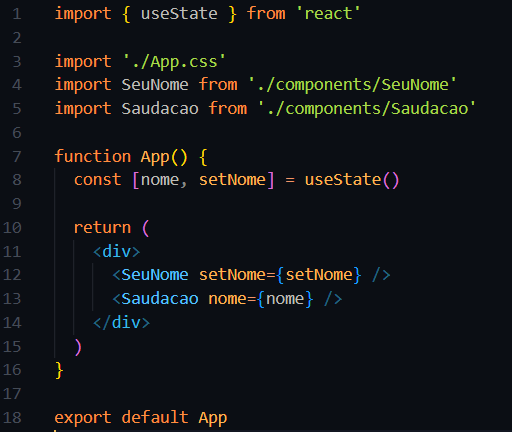 1 import { useState } from 'react'
2
3 import './App.css'
4 import SeuNome from './components/SeuNome'
5 import Saudacao from './components/Saudacao'
6
7 function App() {
8 const [nome, setNome] = useState()
9
10 return (
11 <div>
12 <SeuNome setNome={setNome} />
13 <Saudacao nome={nome} />
14 </div>
15 )
16 }
17
18 export default App